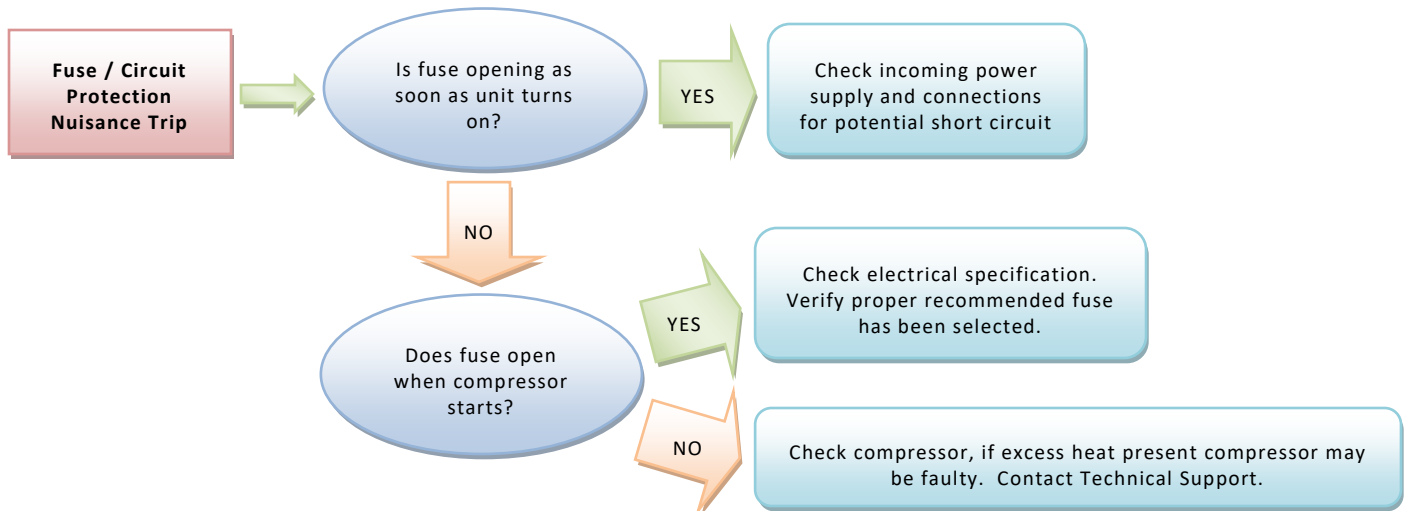 Fuse / Circuit
Protection
Nuisance Trip
Is fuse opening as
soon as unit turns
on?
YES
Check incoming power
supply and connections
for potential short circuit
NO
Does fuse open
when compressor
starts?
YES
Check electrical specification.
Verify proper recommended fuse
has been selected.
NO
Check compressor, if excess heat present compressor may
be faulty.  Contact Technical Support.